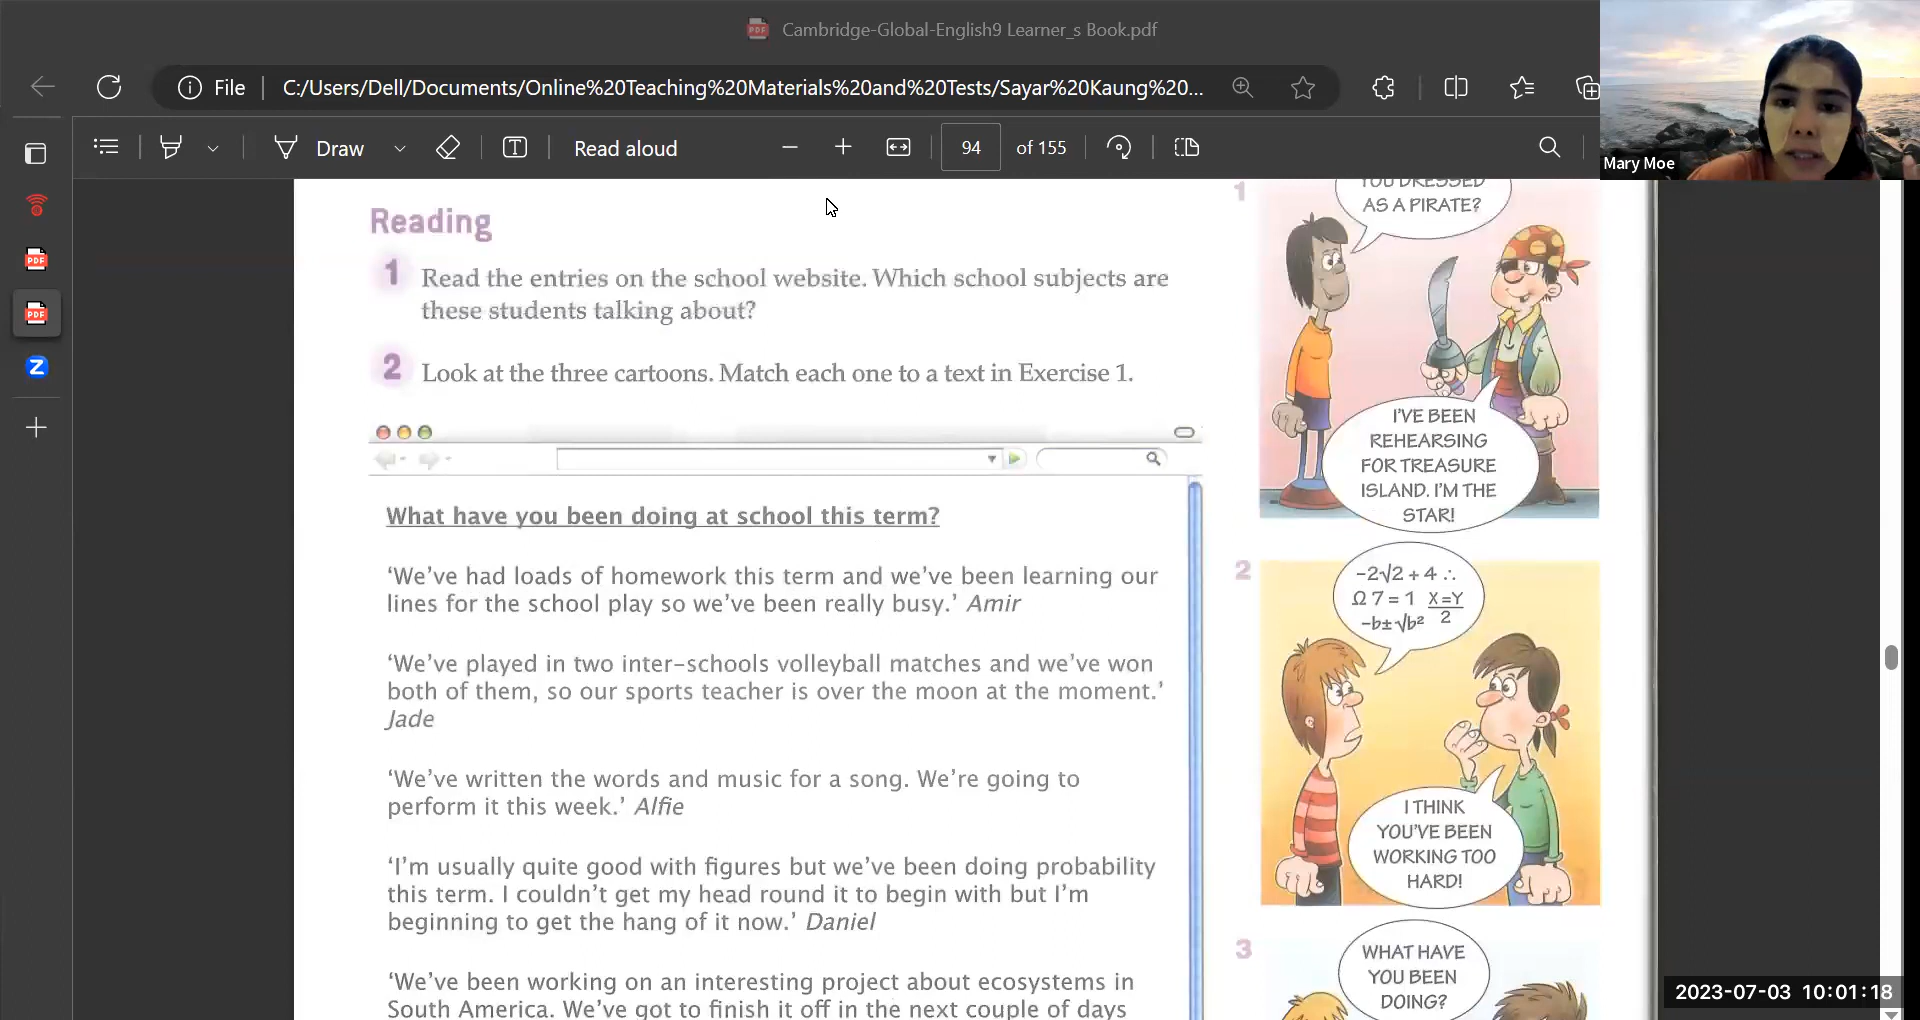 Cambridge-Global-English9 Learner_s Book.pdf
File
C:/Users/Dell/Documents/Online%20Teaching%20Materials%20and%20Tests/Sayar%20Kaung%20...
Draw
Read aloud
94
of 155
Mary Moe
Reading
1 Read the entries on the school website. Which school subjects are
these students talking about?
2 Look at the three cartoons. Match each one to a text in Exercise 1.
What have you been doing at school this term?
‘We’ve had loads of homework this term and we’ve been learning our
lines for the school play so we’ve been really busy.’ Amir
‘We’ve played in two inter-schools volleyball matches and we’ve won
both of them, so our sports teacher is over the moon at the moment.’
Jade
‘We’ve written the words and music for a song. We’re going to
perform it this week.’ Alfie
‘I’m usually quite good with figures but we’ve been doing probability
this term. I couldn’t get my head round it to begin with but I’m
beginning to get the hang of it now.’ Daniel
‘We’ve been working on an interesting project about ecosystems in
South America. We’ve got to finish it off in the next couple of days
1
YOU DRESSED
AS A PIRATE?
I’VE BEEN
REHEARSING
FOR TREASURE
ISLAND. I’M THE
STAR!
2
-2√2 + 4 ∴
Ω 7 = 1 X=Y
2
-b± √b²
I THINK
YOU’VE BEEN
WORKING TOO
HARD!
3
WHAT HAVE
YOU BEEN
DOING?
2023-07-03 10:01:18
PDF
PDF
PDF
Z